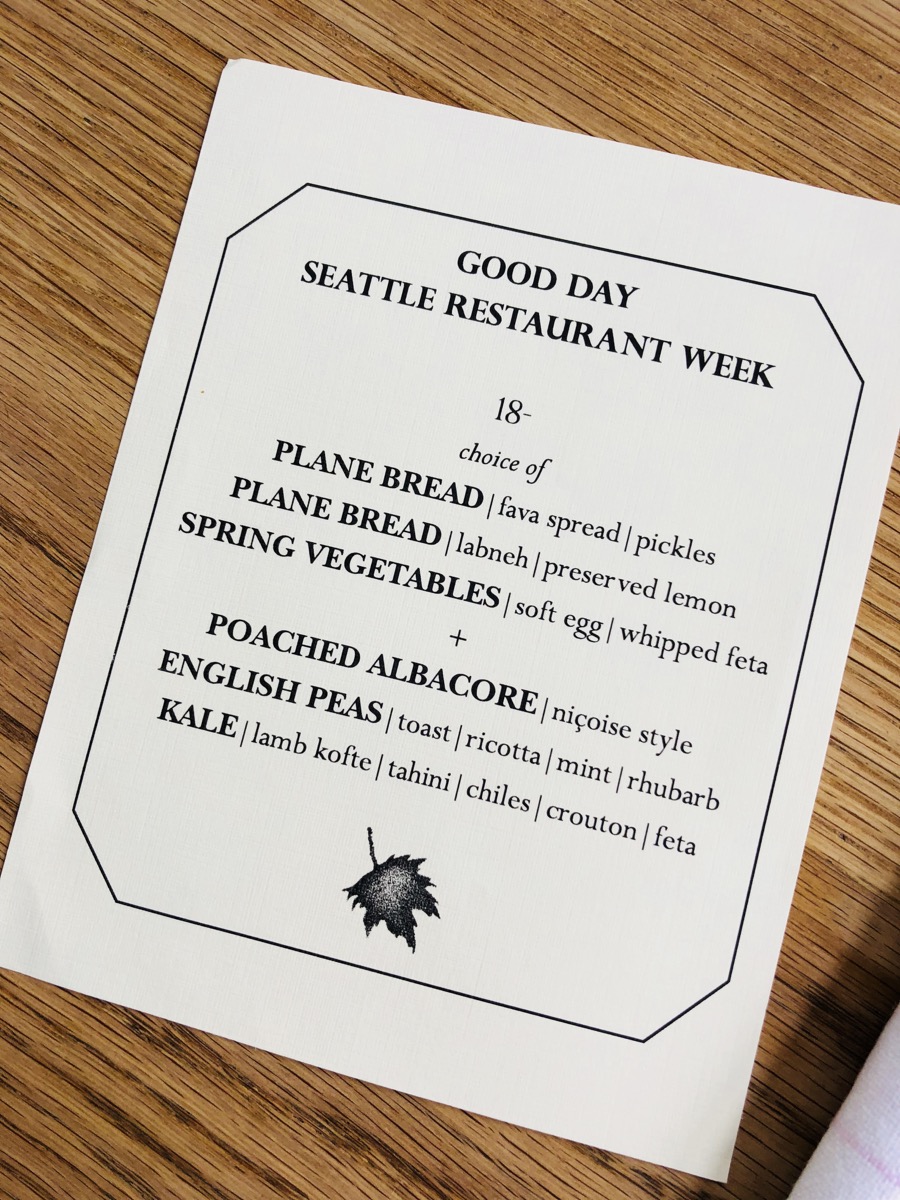 GOOD DAY
SEATTLE RESTAURANT WEEK
18-
choice of
PLANE BREAD | fava spread | pickles
PLANE BREAD | labneh | preserved lemon
SPRING VEGETABLES | soft egg | whipped feta
+
POACHED ALBACORE | niçoise style
ENGLISH PEAS | toast | ricotta | mint | rhubarb
KALE | lamb kofte | tahini | chiles | crouton | feta